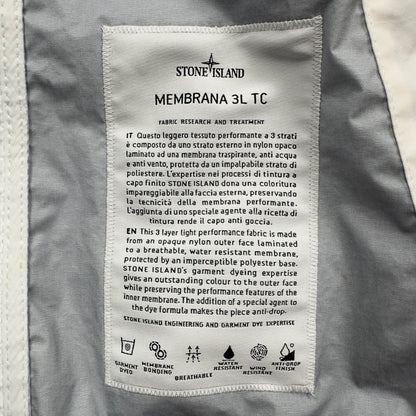 STONE ISLAND
MEMBRANA 3L TC
FABRIC RESEARCH AND TREATMENT
IT Questo leggero tessuto performante a 3 strati
è composto da uno strato esterno in nylon opaco
laminato ad una membrana traspirante, anti acqua
e anti vento, protetta da un impalpabile strato di
poliestere. L'expertise nei processi di tintura a
capo finito STONE ISLAND dona una coloritura
impareggiabile alla faccia esterna, preservando
la tecnicità della membrana performante.
L'aggiunta di uno speciale agente alla ricetta di
tintura rende il capo anti goccia.
EN This 3 layer light performance fabric is made
from an opaque nylon outer face laminated
to a breathable, water resistant membrane,
protected by an imperceptible polyester base.
STONE ISLAND's garment dyeing expertise
gives an outstanding colour to the outer face
while preserving the performance features of the
inner membrane. The addition of a special agent to
the dye formula makes the piece anti-drop.
STONE ISLAND ENGINEERING AND GARMENT DYE EXPERTISE
GARMENT DYED
MEMBRANE BONDING
BREATHABLE
WATER RESISTANT
WIND RESISTANT
ANTI-DROP FINISH